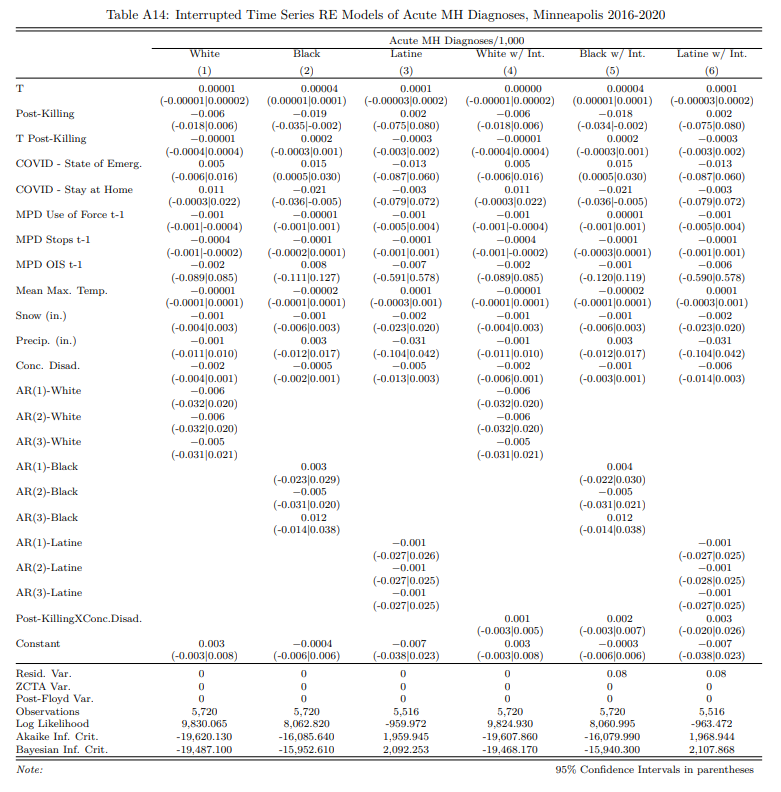 Table A14: Interrupted Time Series RE Models of Acute MH Diagnoses, Minneapolis 2016-2020
Acute MH Diagnoses/1,000
White Black Latine White w/ Int. Black w/ Int. Latine w/ Int.
(1) (2) (3) (4) (5) (6)
T 0.00001 0.00004 0.0001 0.00000 0.00004 0.0001
(-0.00001|0.00002) (0.00001|0.0001) (-0.00003|0.0002) (-0.00001|0.00002) (0.00001|0.0001) (-0.00003|0.0002)
Post-Killing −0.006 −0.019 0.002 −0.006 −0.018 0.002
(-0.018|0.006) (-0.035|-0.002) (-0.075|0.080) (-0.018|0.006) (-0.034|-0.002) (-0.075|0.080)
T Post-Killing −0.00001 0.0002 −0.0003 −0.00001 0.0002 −0.0003
(-0.0004|0.0004) (-0.0003|0.001) (-0.003|0.002) (-0.0004|0.0004) (-0.0003|0.001) (-0.003|0.002)
COVID - State of Emerg. 0.005 0.015 −0.013 0.005 0.015 −0.013
(-0.006|0.016) (0.0005|0.030) (-0.087|0.060) (-0.006|0.016) (0.0005|0.030) (-0.087|0.060)
COVID - Stay at Home 0.011 −0.021 −0.003 0.011 −0.021 −0.003
(-0.0003|0.022) (-0.036|-0.005) (-0.079|0.072) (-0.0003|0.022) (-0.036|-0.005) (-0.079|0.072)
MPD Use of Force t-1 −0.001 −0.00001 −0.001 −0.001 0.00001 −0.001
(-0.001|-0.0004) (-0.001|0.001) (-0.005|0.004) (-0.001|-0.0004) (-0.001|0.001) (-0.005|0.004)
MPD Stops t-1 −0.0004 −0.0001 −0.0001 −0.0004 −0.0001 −0.0001
(-0.001|-0.0002) (-0.0002|0.0001) (-0.001|0.001) (-0.001|-0.0002) (-0.0003|0.0001) (-0.001|0.001)
MPD OIS t-1 −0.002 0.008 −0.007 −0.002 −0.001 −0.006
(-0.089|0.085) (-0.111|0.127) (-0.591|0.578) (-0.089|0.085) (-0.120|0.119) (-0.590|0.578)
Mean Max. Temp. −0.00001 −0.00002 0.0001 −0.00001 −0.00002 0.0001
(-0.0001|0.0001) (-0.0001|0.0001) (-0.0003|0.001) (-0.0001|0.0001) (-0.0001|0.0001) (-0.0003|0.001)
Snow (in.) −0.001 −0.001 −0.002 −0.001 −0.001 −0.002
(-0.004|0.003) (-0.006|0.003) (-0.023|0.020) (-0.004|0.003) (-0.006|0.003) (-0.023|0.020)
Precip. (in.) −0.001 0.003 −0.031 −0.001 0.003 −0.031
(-0.011|0.010) (-0.012|0.017) (-0.104|0.042) (-0.011|0.010) (-0.012|0.017) (-0.104|0.042)
Conc. Disad. −0.002 −0.0005 −0.005 −0.002 −0.001 −0.006
(-0.004|0.001) (-0.002|0.001) (-0.013|0.003) (-0.006|0.001) (-0.003|0.001) (-0.014|0.003)
AR(1)-White −0.006 −0.006
(-0.032|0.020) (-0.032|0.020)
AR(2)-White −0.006 −0.006
(-0.032|0.020) (-0.032|0.020)
AR(3)-White −0.005 −0.005
(-0.031|0.021) (-0.031|0.021)
AR(1)-Black 0.003 0.004
(-0.023|0.029) (-0.022|0.030)
AR(2)-Black −0.005 −0.005
(-0.031|0.020) (-0.031|0.021)
AR(3)-Black 0.012 0.012
(-0.014|0.038) (-0.014|0.038)
AR(1)-Latine −0.001 −0.001
(-0.027|0.026) (-0.027|0.025)
AR(2)-Latine −0.001 −0.001
(-0.027|0.025) (-0.028|0.025)
AR(3)-Latine −0.001 −0.001
(-0.027|0.025) (-0.027|0.025)
Post-KillingXConc.Disad. 0.001 0.002 0.003
(-0.003|0.005) (-0.003|0.007) (-0.020|0.026)
Constant 0.003 −0.0004 −0.007 0.003 −0.0003 −0.007
(-0.003|0.008) (-0.006|0.006) (-0.038|0.023) (-0.003|0.008) (-0.006|0.006) (-0.038|0.023)
Resid. Var. 0 0 0 0 0.08 0.08
ZCTA Var. 0 0 0 0 0 0
Post-Floyd Var. 0 0 0 0 0 0
Observations 5,720 5,720 5,516 5,720 5,720 5,516
Log Likelihood 9,830.065 8,062.820 -959.972 9,824.930 8,060.995 -963.472
Akaike Inf. Crit. -19,620.130 -16,085.640 1,959.945 -19,607.860 -16,079.990 1,968.944
Bayesian Inf. Crit. -19,487.100 -15,952.610 2,092.253 -19,468.170 -15,940.300 2,107.868
Note: 95% Confidence Intervals in parentheses